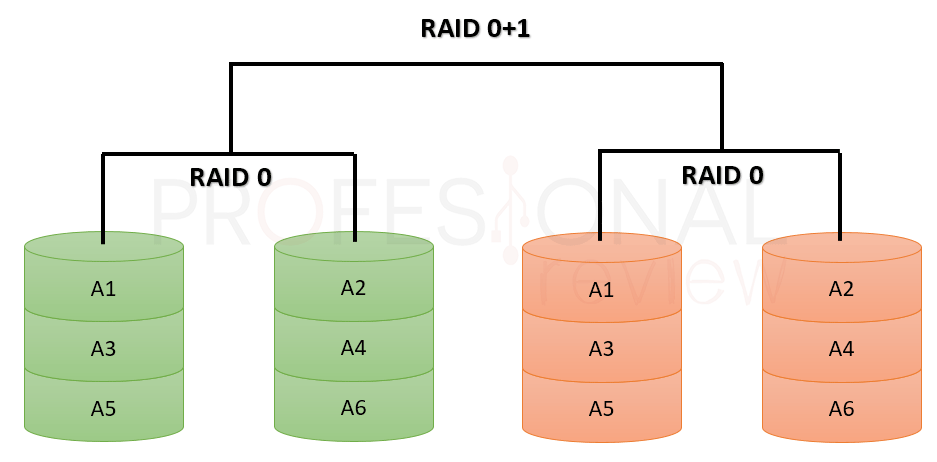 RAID 0+1
RAID 0
RAID 0
PROFESIONAL
review
A1
A2
A1
A2
A3
A4
A3
A4
A5
A6
A5
A6